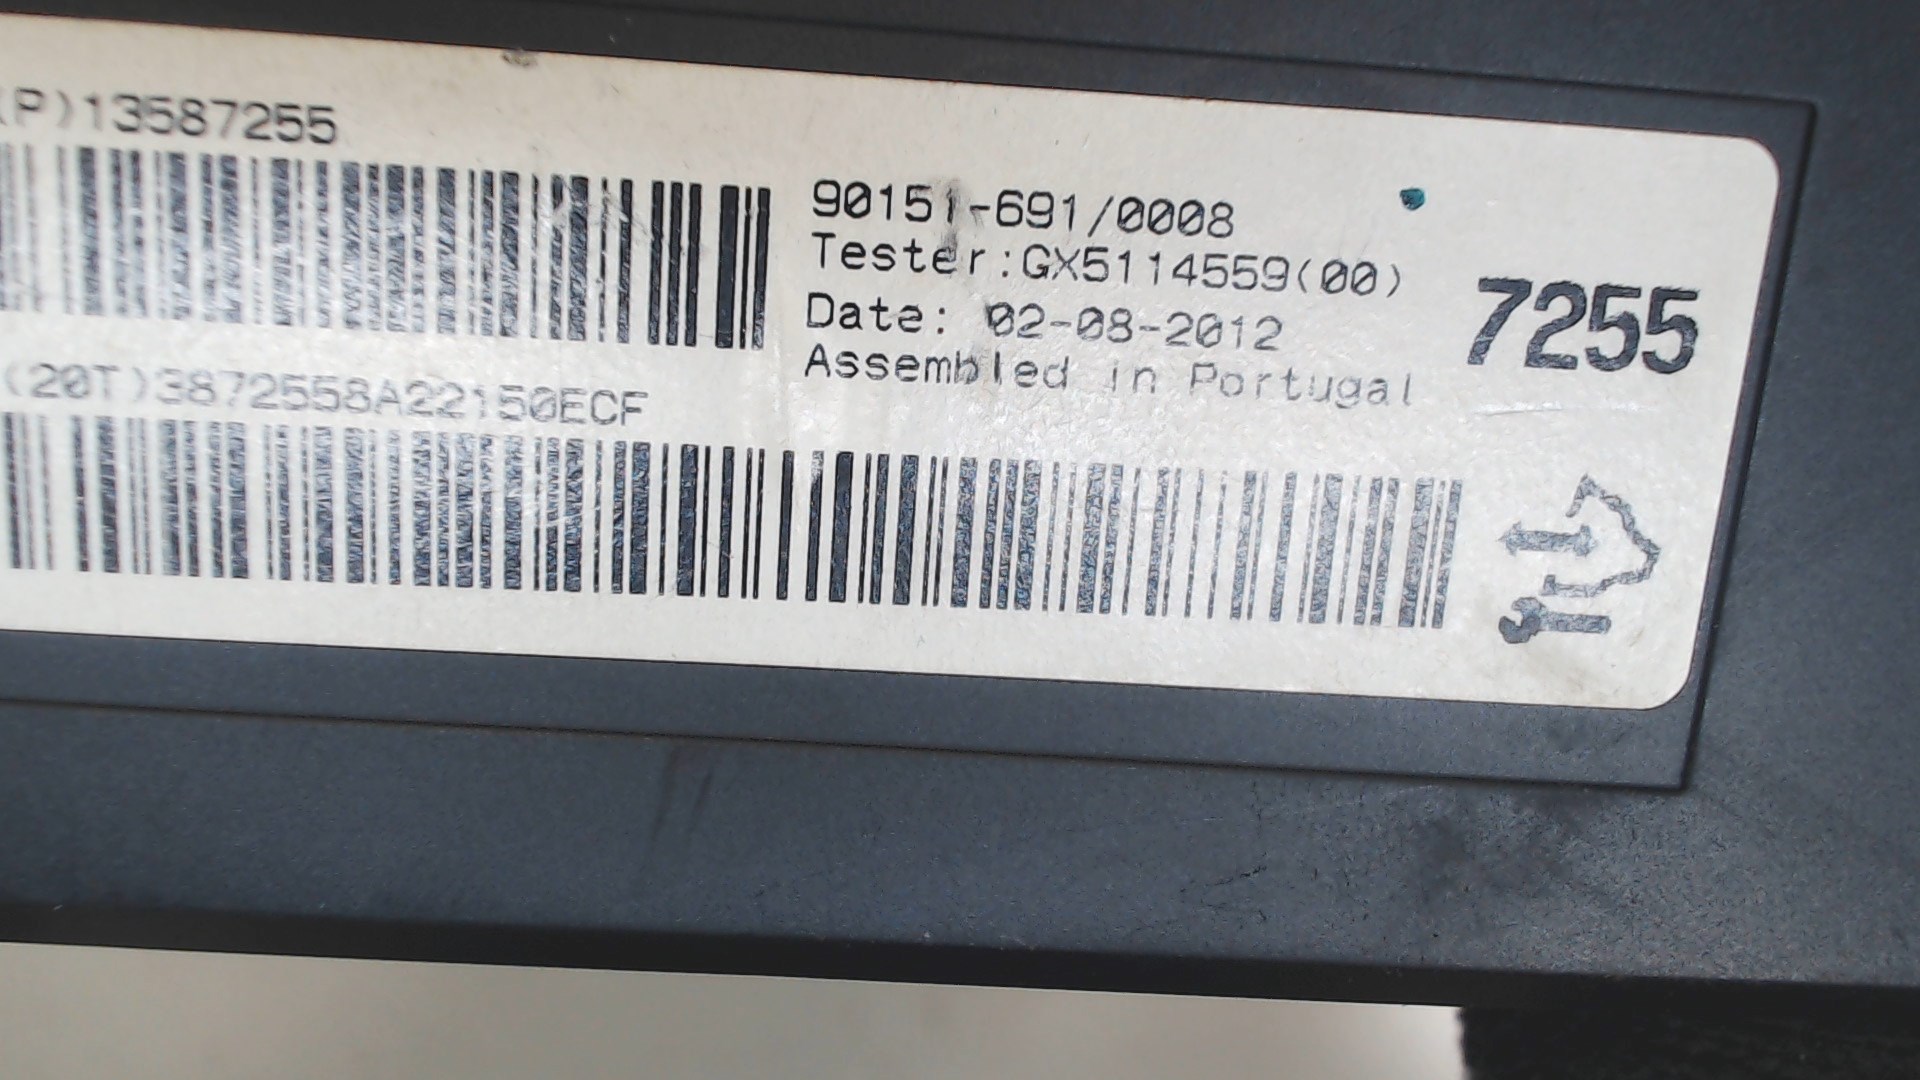 (P)13587255
90151-691/0008
Tester:GX5114559(00)
Date: 02-08-2012
Assembled in Portugal
7255
(20T)3872558A22150ECF